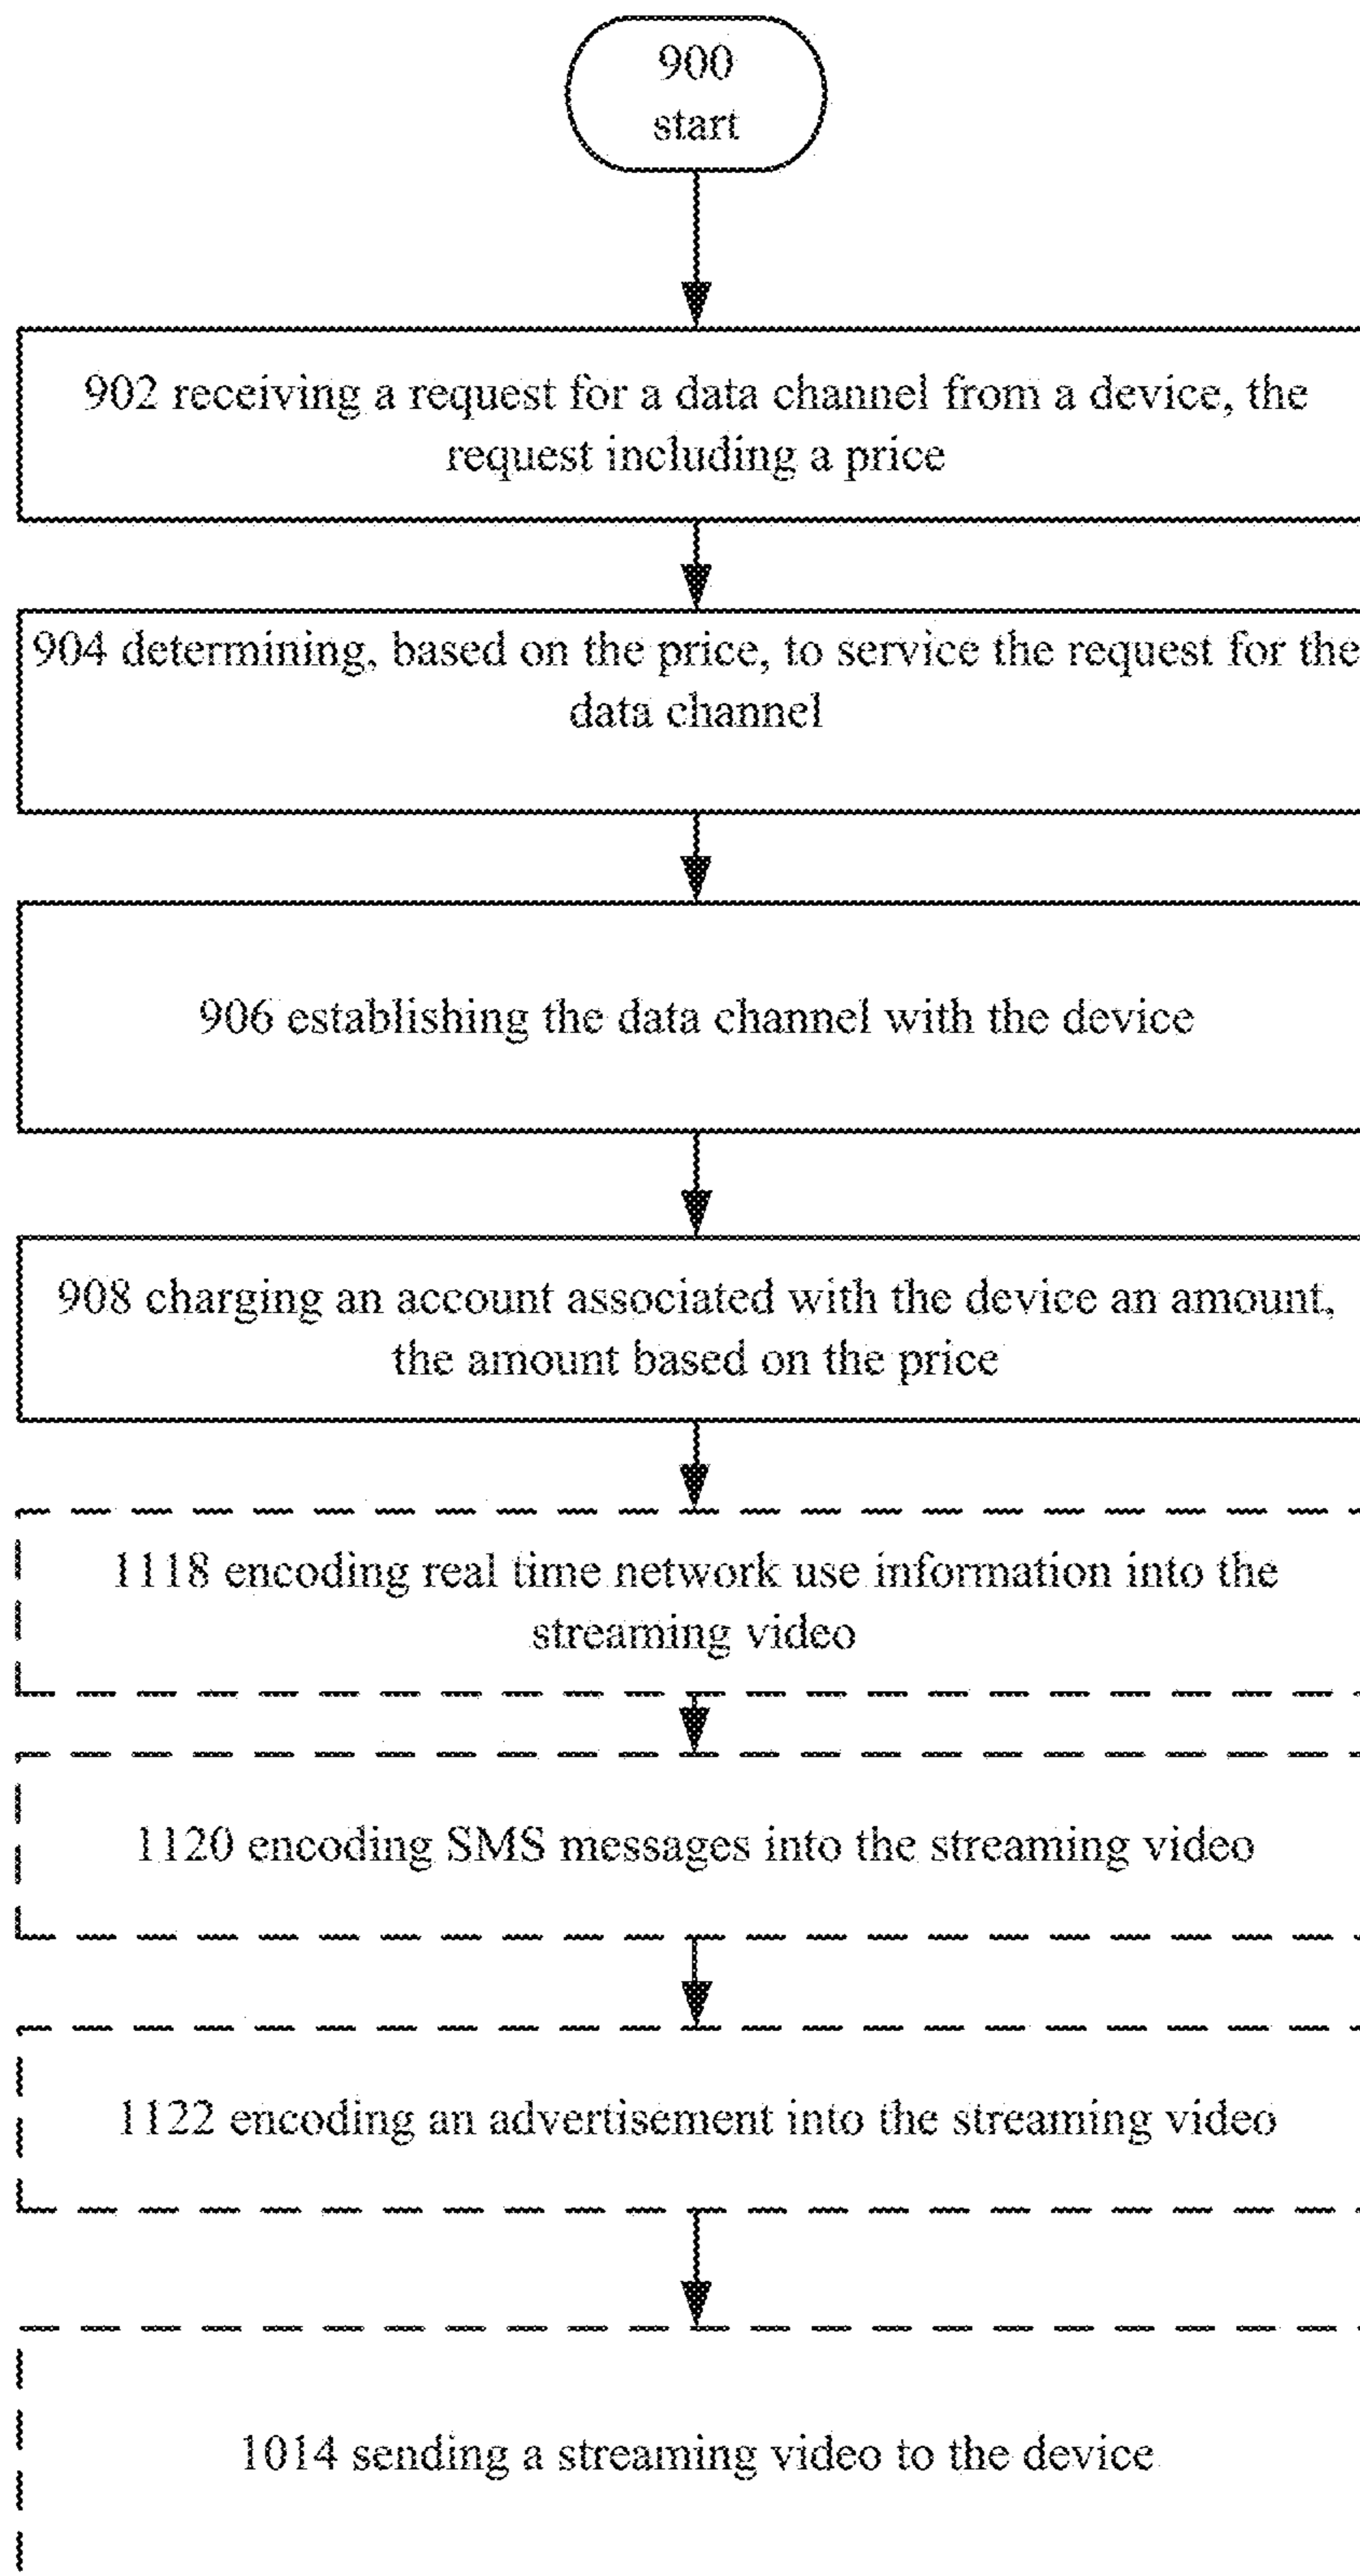 900
start
902 receiving a request for a data channel from a device, the
request including a price
904 determining, based on the price, to service the request for the
data channel
906 establishing the data channel with the device
908 charging an account associated with the device an amount,
the amount based on the price
1118 encoding real time network use information into the
streaming video
1120 encoding SMS messages into the streaming video
1122 encoding an advertisement into the streaming video
1014 sending a streaming video to the device